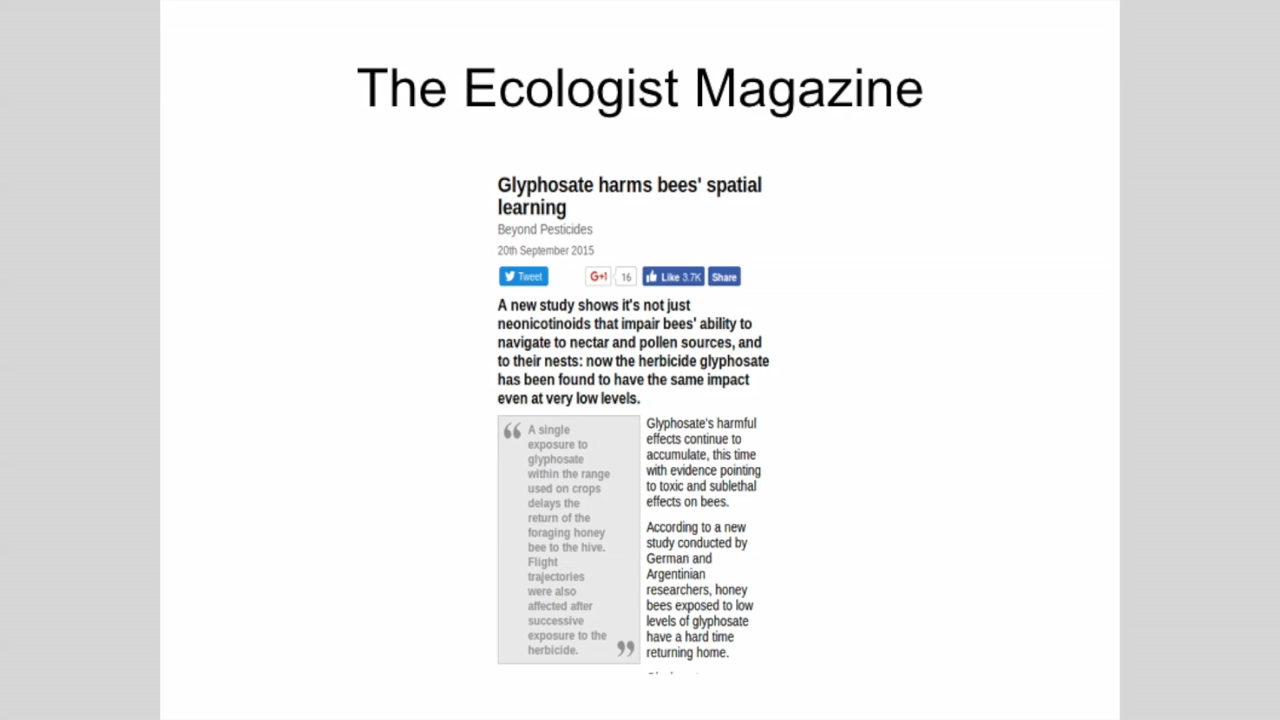 The Ecologist Magazine
Glyphosate harms bees' spatial
learning
Beyond Pesticides
20th September 2015
Tweet G+1 16 Like 3.7K Share
A new study shows it's not just
neonicotinoids that impair bees' ability to
navigate to nectar and pollen sources, and
to their nests: now the herbicide glyphosate
has been found to have the same impact
even at very low levels.
“ A single
exposure to
glyphosate
within the range
used on crops
delays the
return of the
foraging honey
bee to the hive.
Flight
trajectories
were also
affected after
successive
exposure to the
herbicide. ”
Glyphosate's harmful
effects continue to
accumulate, this time
with evidence pointing
to toxic and sublethal
effects on bees.
According to a new
study conducted by
German and
Argentinian
researchers, honey
bees exposed to low
levels of glyphosate
have a hard time
returning home.